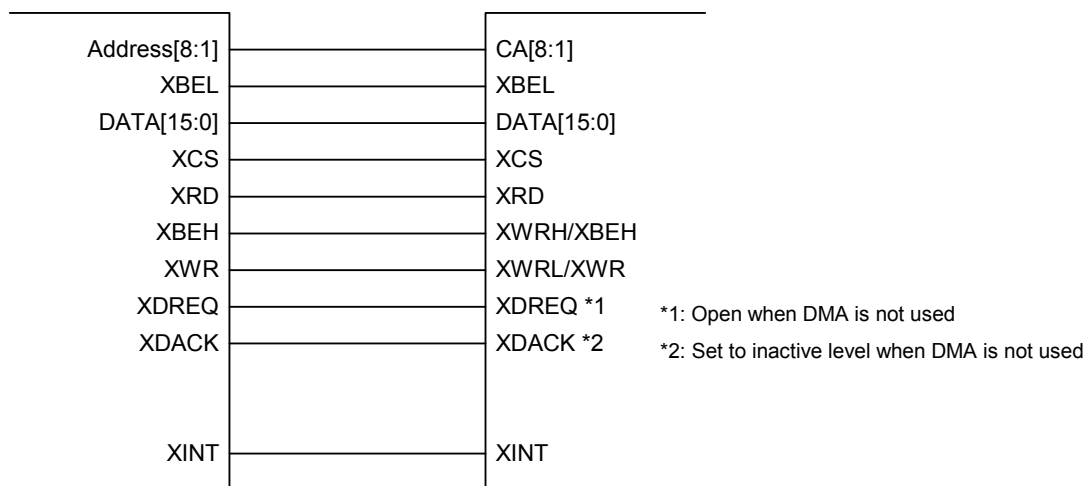 Address[8:1] CA[8:1]
XBEL XBEL
DATA[15:0] DATA[15:0]
XCS XCS
XRD XRD
XBEH XWRH/XBEH
XWR XWRL/XWR
XDREQ XDREQ *1 *1: Open when DMA is not used
XDACK XDACK *2 *2: Set to inactive level when DMA is not used
XINT XINT